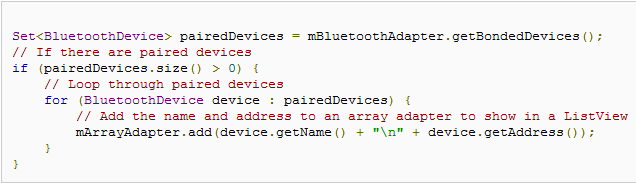 Set<BluetoothDevice> pairedDevices = mBluetoothAdapter.getBondedDevices();
// If there are paired devices
if (pairedDevices.size() > 0) {
    // Loop through paired devices
    for (BluetoothDevice device : pairedDevices) {
        // Add the name and address to an array adapter to show in a ListView
        mArrayAdapter.add(device.getName() + "\n" + device.getAddress());
    }
}